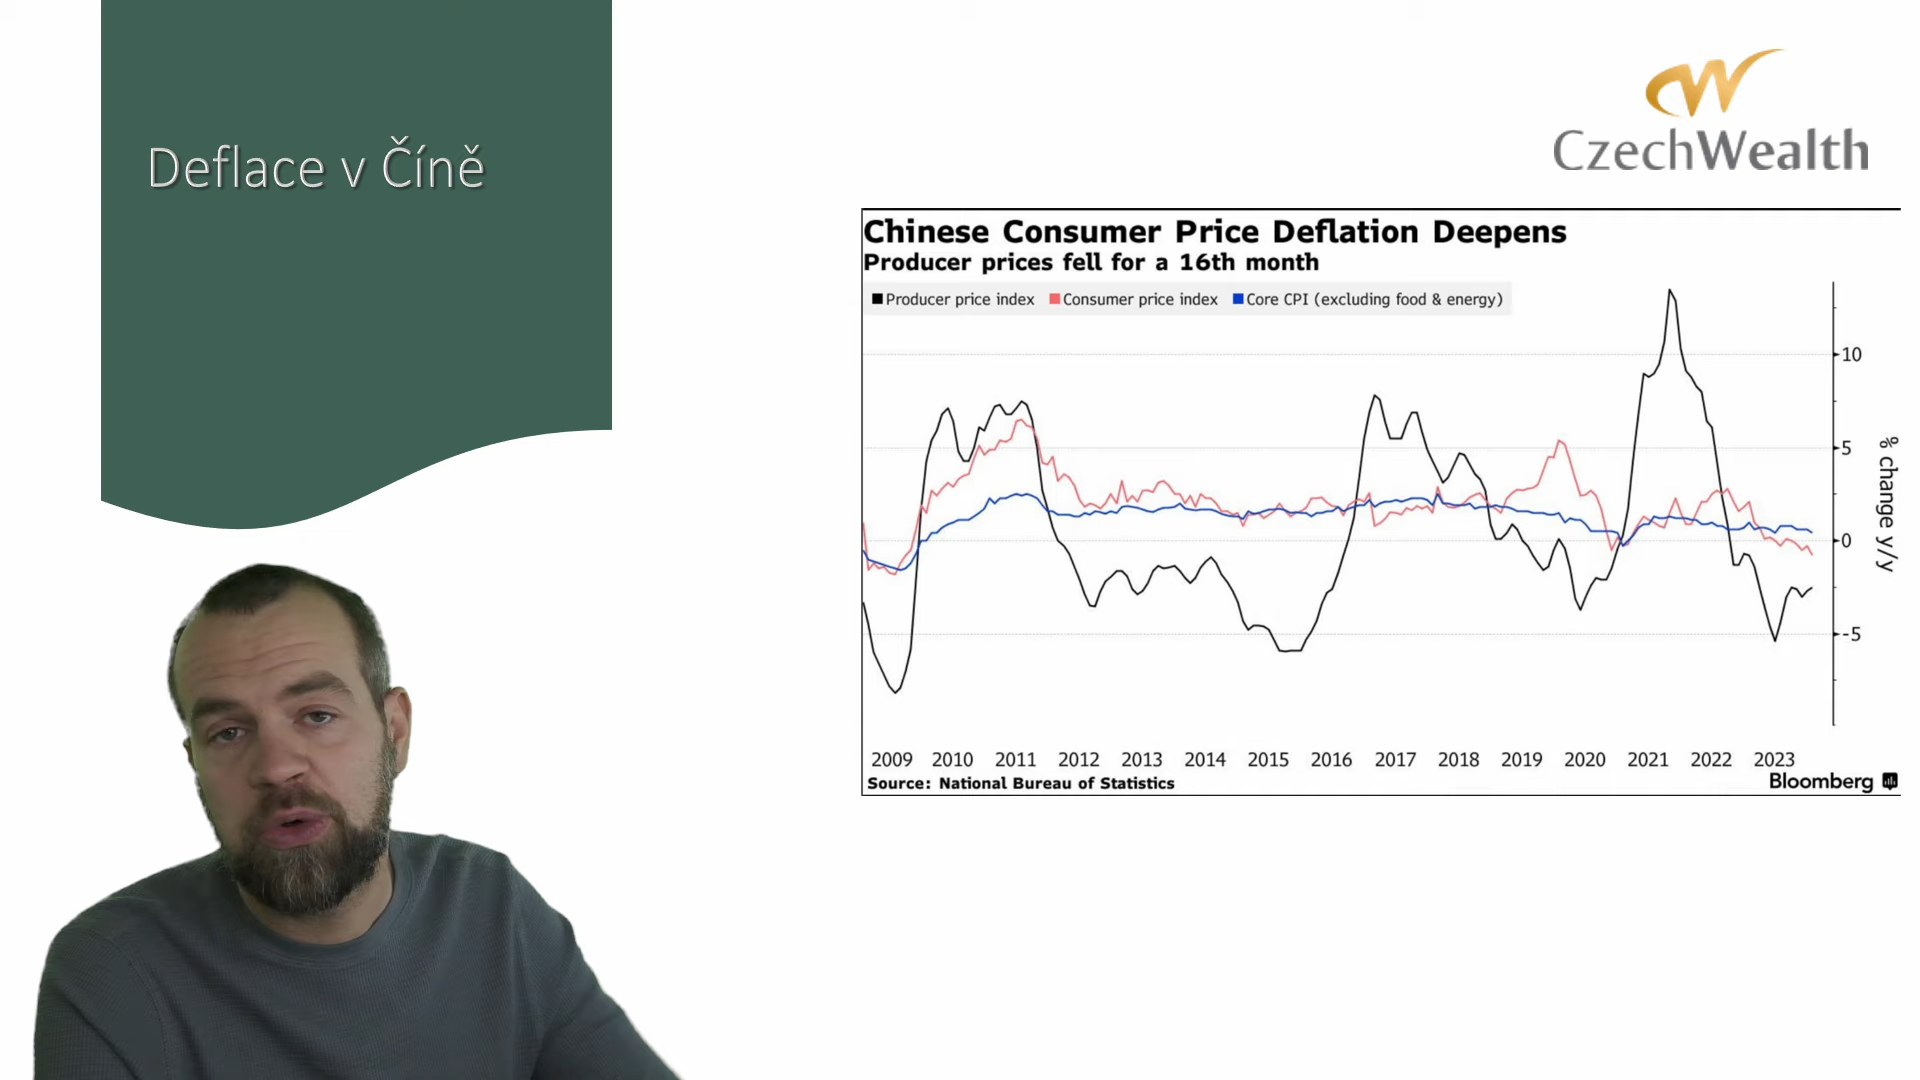 Deflace v Číně
CzechWealth
Chinese Consumer Price Deflation Deepens
Producer prices fell for a 16th month
Producer price index Consumer price index Core CPI (excluding food & energy)
10
5
0
-5
% change y/y
2009 2010 2011 2012 2013 2014 2015 2016 2017 2018 2019 2020 2021 2022 2023
Source: National Bureau of Statistics
Bloomberg